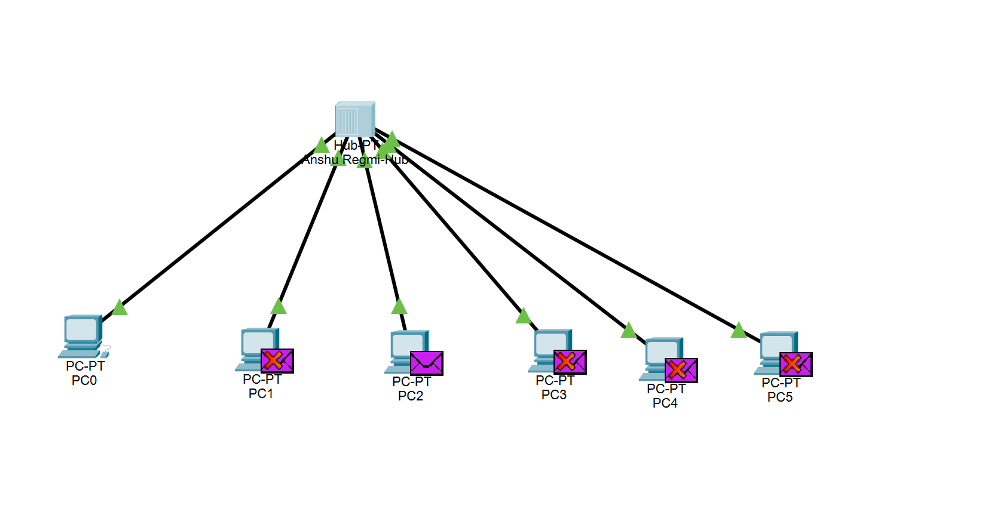 Hub-PT
Anshu Regmi-Hub
PC-PT
PC0
PC-PT
PC1
PC-PT
PC2
PC-PT
PC3
PC-PT
PC4
PC-PT
PC5